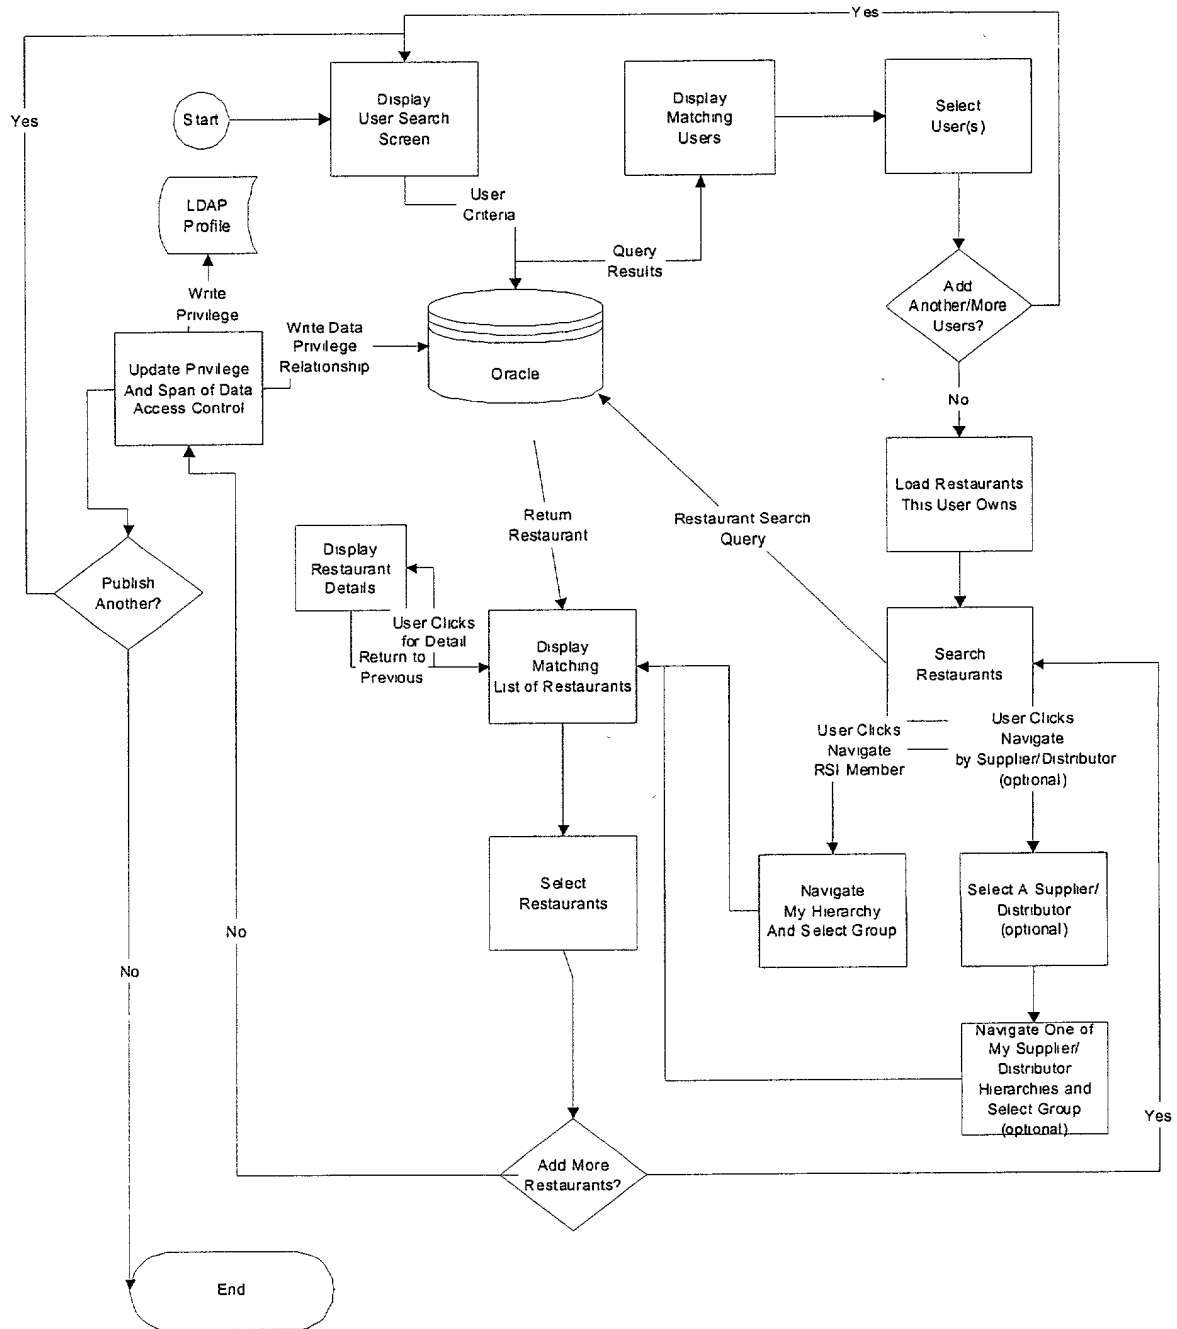 Yes
Yes
Start
Display
User Search
Screen
Display
Matching
Users
Select
User(s)
LDAP
Profile
User
Criteria
Query
Results
Write
Privilege
Write Data
Privilege
Relationship
Add
Another/More
Users?
Update Privilege
And Span of Data
Access Control
Oracle
No
Load Restaurants
This User Owns
Return
Restaurant
Restaurant Search
Query
Display
Restaurant
Details
Publish
Another?
User Clicks
for Detail
Return to
Previous
Display
Matching
List of Restaurants
Search
Restaurants
User Clicks
Navigate
RSI Member
User Clicks
Navigate
by Supplier/Distributor
(optional)
Select
Restaurants
Navigate
My Hierarchy
And Select Group
Select A Supplier/
Distributor
(optional)
No
No
Navigate One of
My Supplier/
Distributor
Hierarchies and
Select Group
(optional)
Yes
Add More
Restaurants?
End